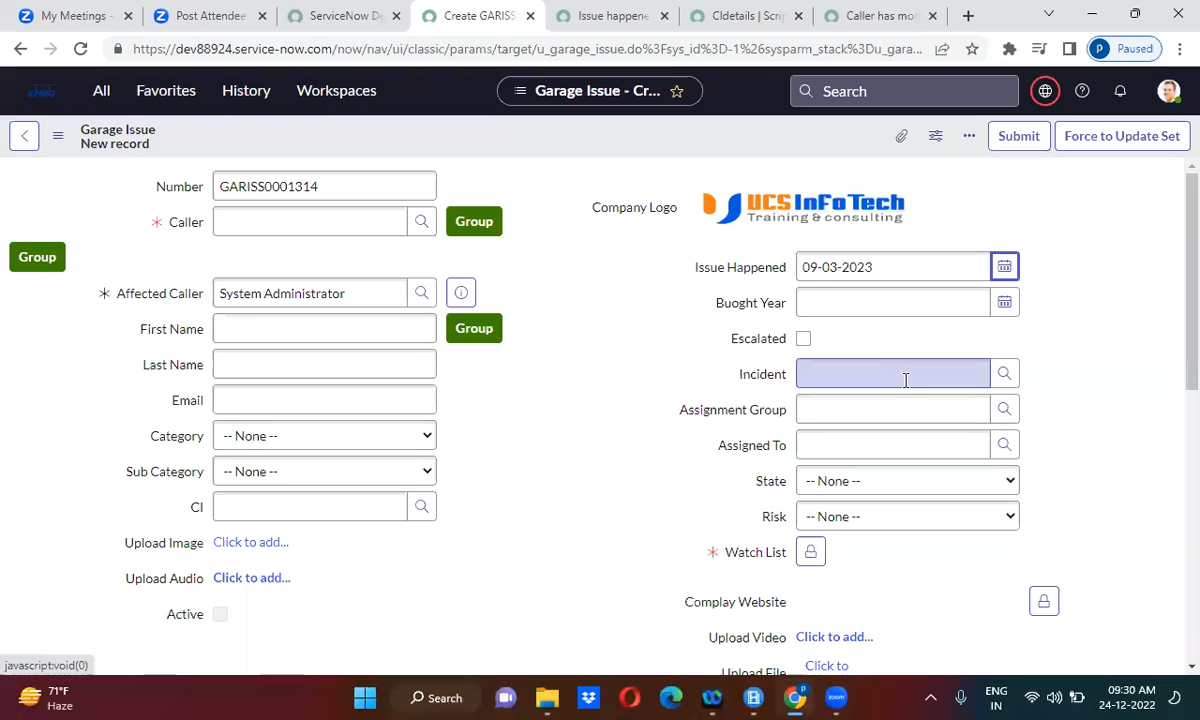 My Meetings -
Post Attendee
ServiceNow De
Create GARISS
Issue happene
CIdetails | Scrip
Caller has mo
https://dev88924.service-now.com/now/nav/ui/classic/params/target/u_garage_issue.do%3Fsys_id%3D-1%26sysparm_stack%3Du_gara...
Paused
KPMG
All
Favorites
History
Workspaces
Garage Issue - Cr...
Search
Garage Issue
New record
Submit
Force to Update Set
Number
GARISS0001314
* Caller
Group
Company Logo
UCS InFoTech
Training & consulting
Group
Issue Happened
09-03-2023
* Affected Caller
System Administrator
Buoght Year
First Name
Group
Escalated
Last Name
Incident
Email
Assignment Group
Category
-- None --
Assigned To
Sub Category
-- None --
State
-- None --
CI
Risk
-- None --
Upload Image
Click to add...
* Watch List
Upload Audio
Click to add...
Complay Website
Active
Upload Video
Click to add...
javascript:void(0)
Upload File
Click to
71°F
Haze
Search
zoom
ENG
IN
09:30 AM
24-12-2022